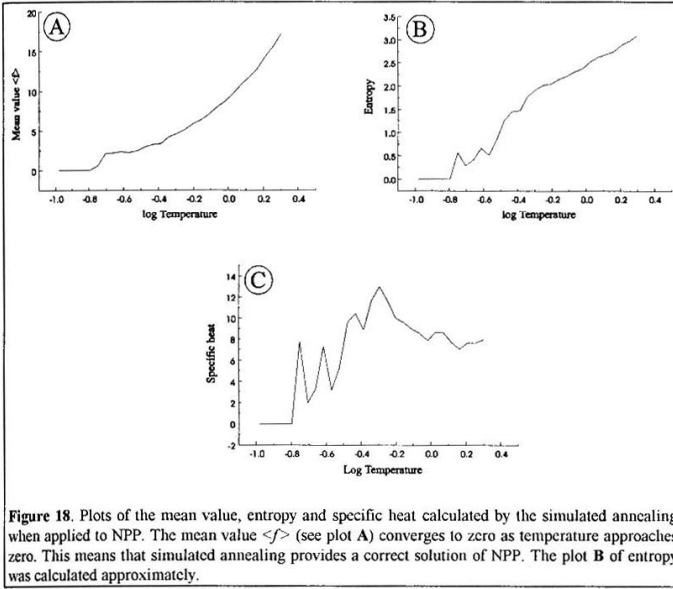 A
B
20
15
10
5
0
Mean value <f>
-1.0 -0.8 -0.6 -0.4 -0.2 0.0 0.2 0.4
log Temperature
3.5
3.0
2.5
2.0
1.5
1.0
0.5
0.0
Entropy
-1.0 -0.8 -0.6 -0.4 -0.2 0.0 0.2 0.4
log Temperature
C
14
12
10
8
6
4
2
0
-2
Specific heat
-1.0 -0.8 -0.6 -0.4 -0.2 0.0 0.2 0.4
Log Temperature
Figure 18. Plots of the mean value, entropy and specific heat calculated by the simulated annealing
when applied to NPP. The mean value <f> (see plot A) converges to zero as temperature approaches
zero. This means that simulated annealing provides a correct solution of NPP. The plot B of entropy
was calculated approximately.